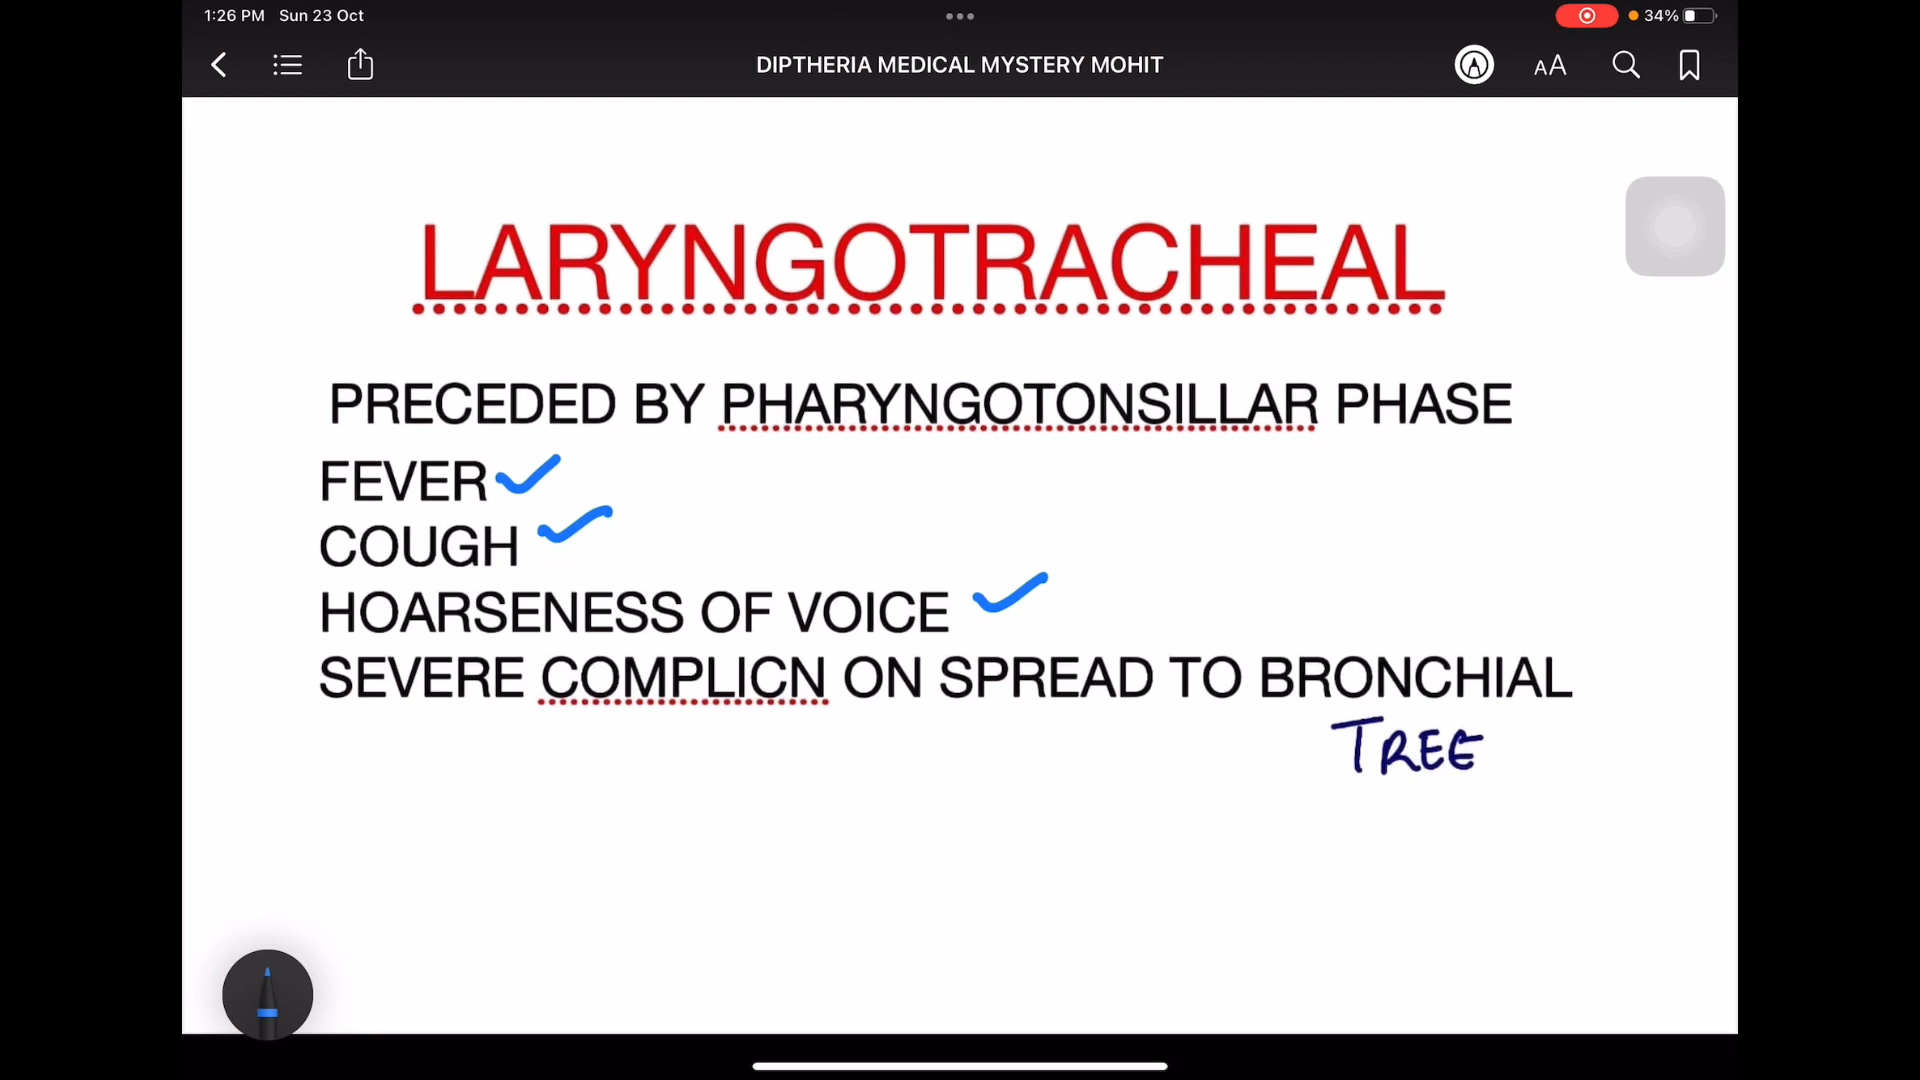 1:26 PM Sun 23 Oct
34%
DIPTHERIA MEDICAL MYSTERY MOHIT
AA
LARYNGOTRACHEAL
PRECEDED BY PHARYNGOTONSILLAR PHASE
FEVER
COUGH
HOARSENESS OF VOICE
SEVERE COMPLICN ON SPREAD TO BRONCHIAL
TREE